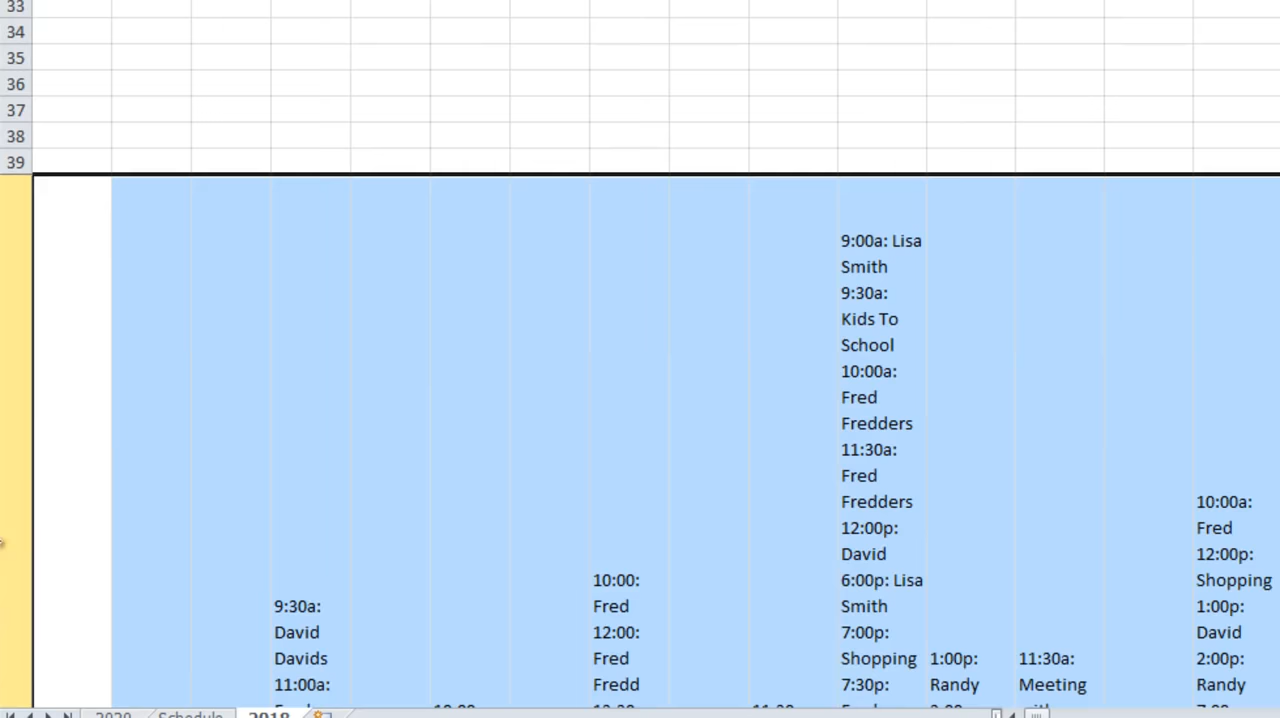 33
34
35
36
37
38
39
9:30a:
David
Davids
11:00a:
10:00:
Fred
12:00:
Fred
Fredd
9:00a: Lisa
Smith
9:30a:
Kids To
School
10:00a:
Fred
Fredders
11:30a:
Fred
Fredders
12:00p:
David
6:00p: Lisa
Smith
7:00p:
Shopping
7:30p:
1:00p:
Randy
11:30a:
Meeting
10:00a:
Fred
12:00p:
Shopping
1:00p:
David
2:00p:
Randy
Schedule
2018